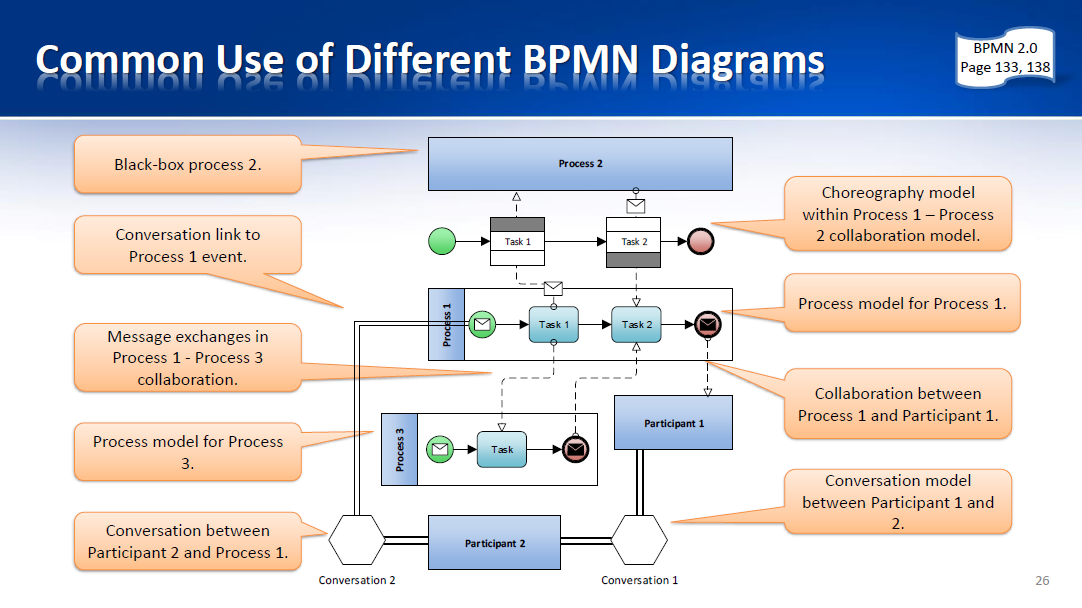 Common Use of Different BPMN Diagrams
BPMN 2.0
Page 133, 138
Black-box process 2.
Process 2
Choreography model
within Process 1 – Process
2 collaboration model.
Conversation link to
Process 1 event.
Task 1
Task 2
Process model for Process 1.
Process 1
Task 1
Task 2
Message exchanges in
Process 1 - Process 3
collaboration.
Collaboration between
Process 1 and Participant 1.
Participant 1
Process model for Process
3.
Process 3
Task
Conversation model
between Participant 1 and
2.
Conversation between
Participant 2 and Process 1.
Participant 2
Conversation 2
Conversation 1
26